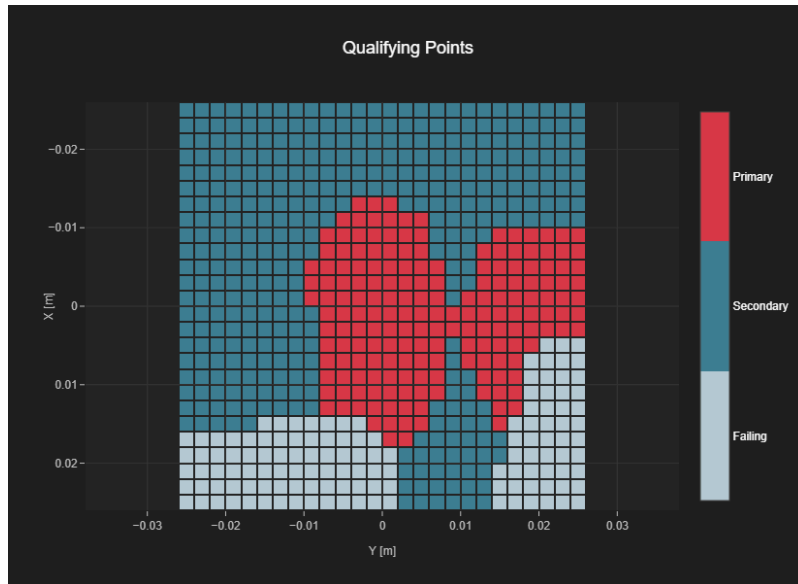 Qualifying Points
Primary
Secondary
Failing
−0.02
−0.01
0
0.01
0.02
X [m]
−0.03
−0.02
−0.01
0
0.01
0.02
0.03
Y [m]